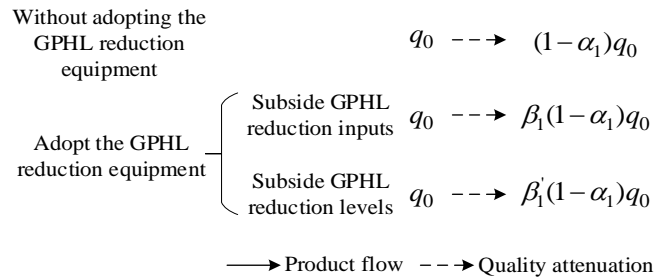 Without adopting the
GPHL reduction
equipment
q₀ (1−α₁)q₀
Adopt the GPHL
reduction equipment
Subside GPHL
reduction inputs
q₀ β₁(1−α₁)q₀
Subside GPHL
reduction levels
q₀ β₁'(1−α₁)q₀
Product flow Quality attenuation